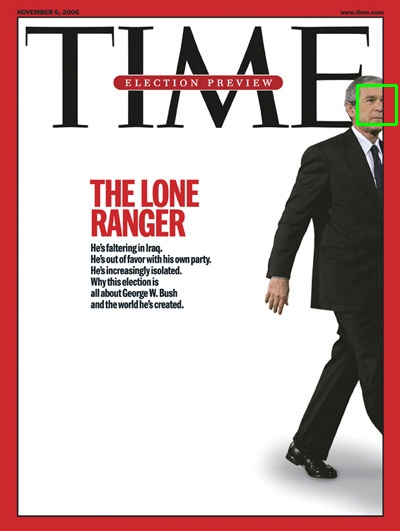 NOVEMBER 6, 2006
www.time.com
TIME
ELECTION PREVIEW
THE LONE
RANGER
He's faltering in Iraq.
He's out of favor with his own party.
He's increasingly isolated.
Why this election is
all about George W. Bush
and the world he's created.